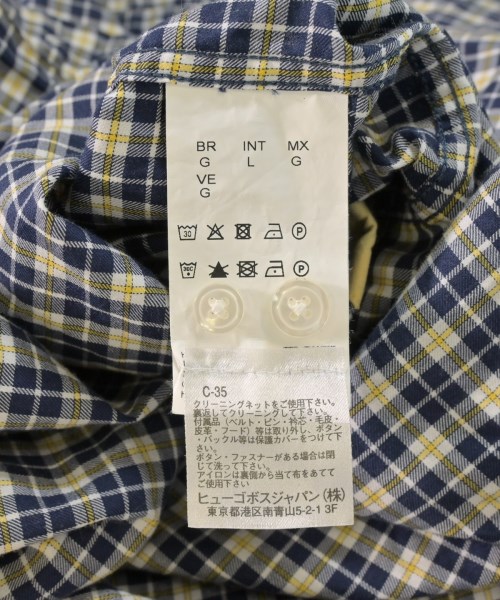 BR INT MX
G L G
VE
G
30 P
30C P
C-35
クリーニングネットをご使用下さい。
裏返してクリーニングして下さい。
付属品(ベルト・ピン・衿芯・毛皮・
皮革・フード)等は取り外し、ボタン
・バックル等は保護カバーをつけて下
さい。
ボタン・ファスナーがある場合は閉
じて洗って下さい。
アイロンは裏側から当て布をあてて
ご使用下さい。
ヒューゴボスジャパン(株)
東京都港区南青山5-2-1 3F